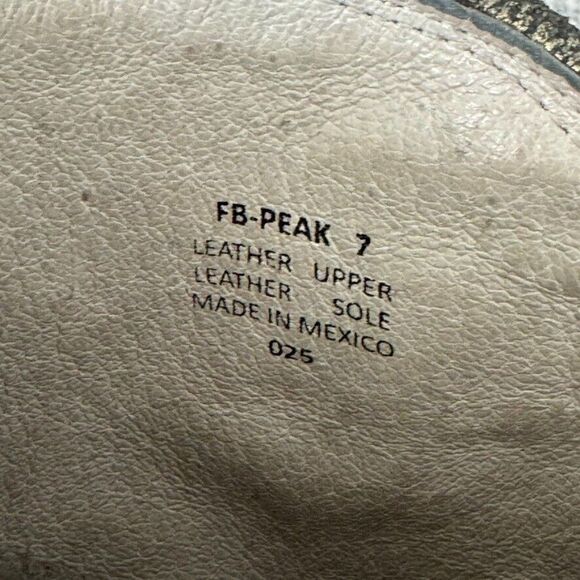 FB-PEAK 7
LEATHER UPPER
LEATHER SOLE
MADE IN MEXICO
025